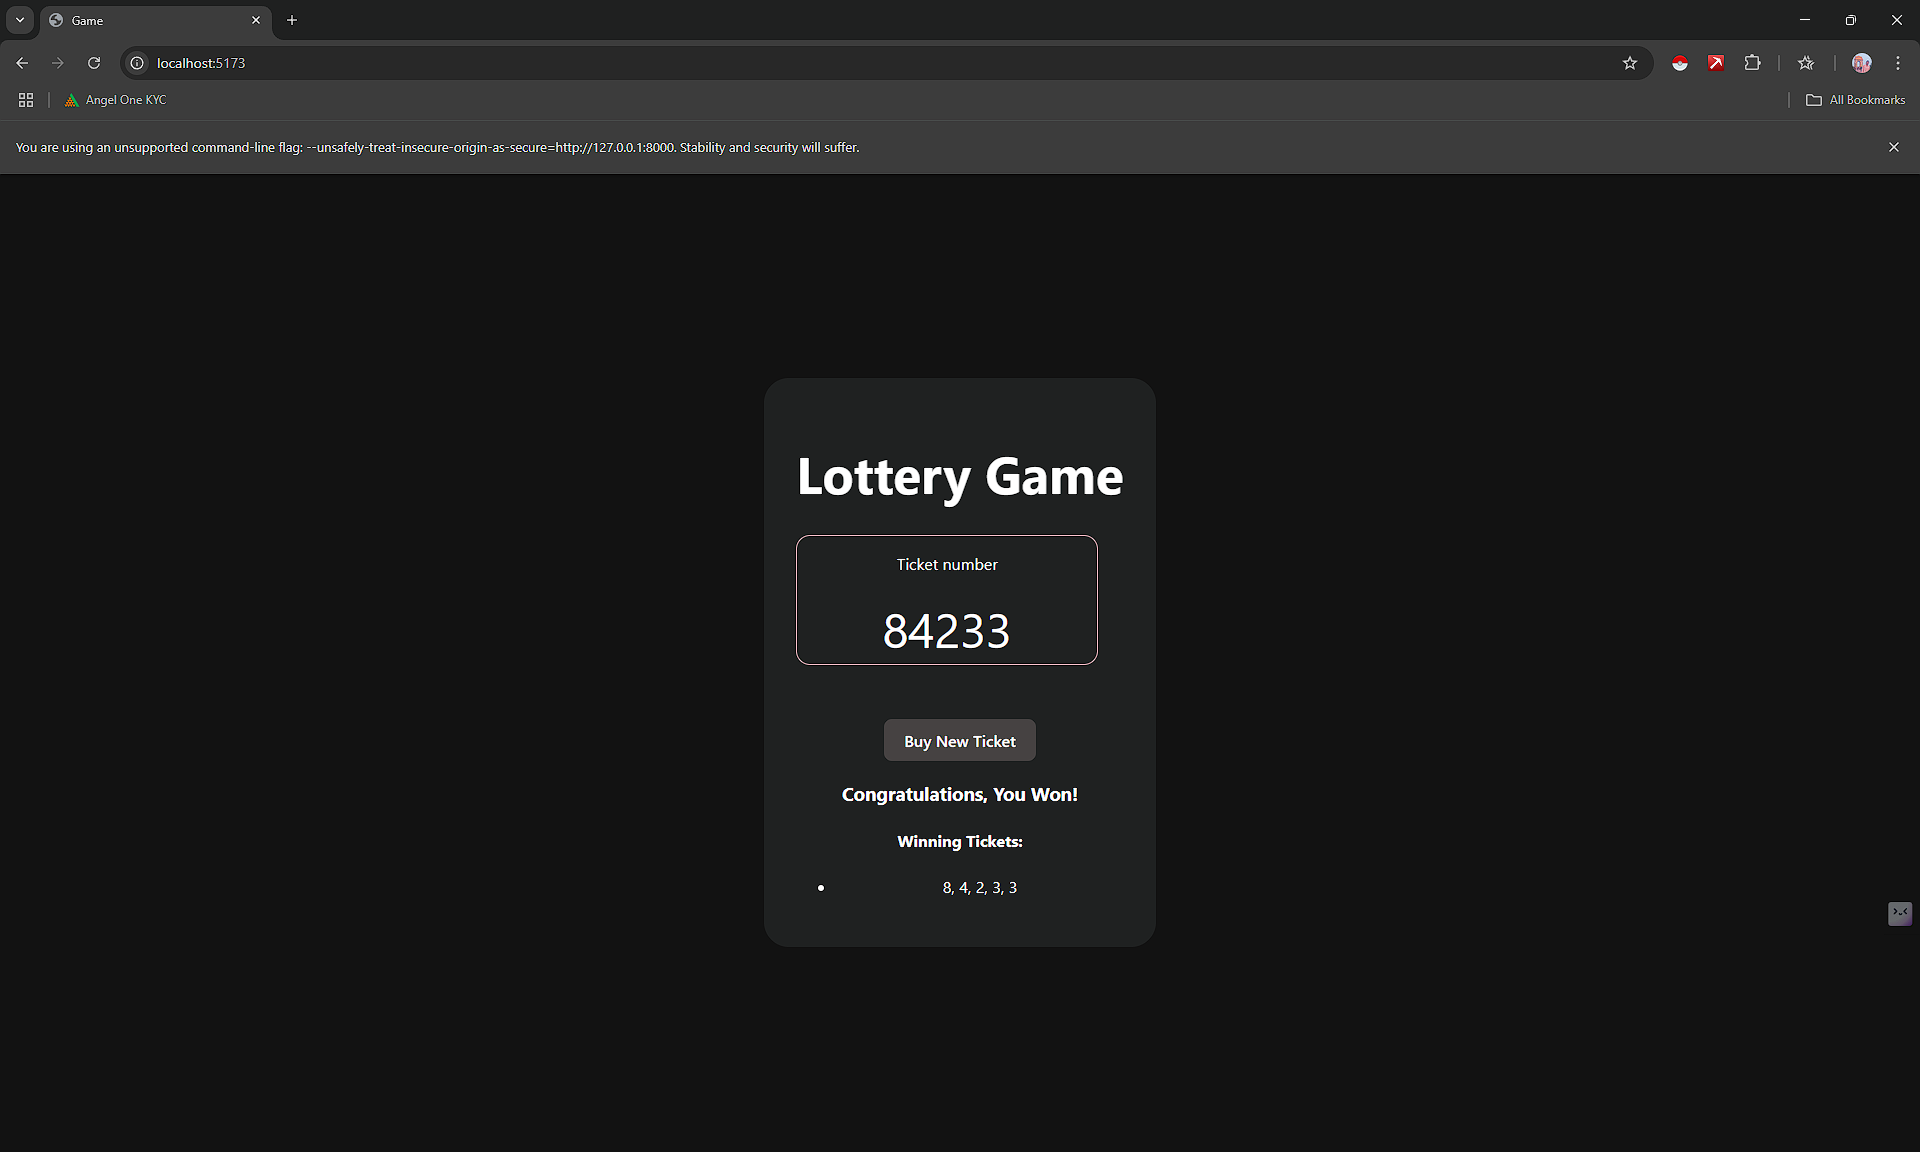 Game
localhost:5173
Angel One KYC
All Bookmarks
You are using an unsupported command-line flag: --unsafely-treat-insecure-origin-as-secure=http://127.0.0.1:8000. Stability and security will suffer.
Lottery Game
Ticket number
84233
Buy New Ticket
Congratulations, You Won!
Winning Tickets:
8, 4, 2, 3, 3